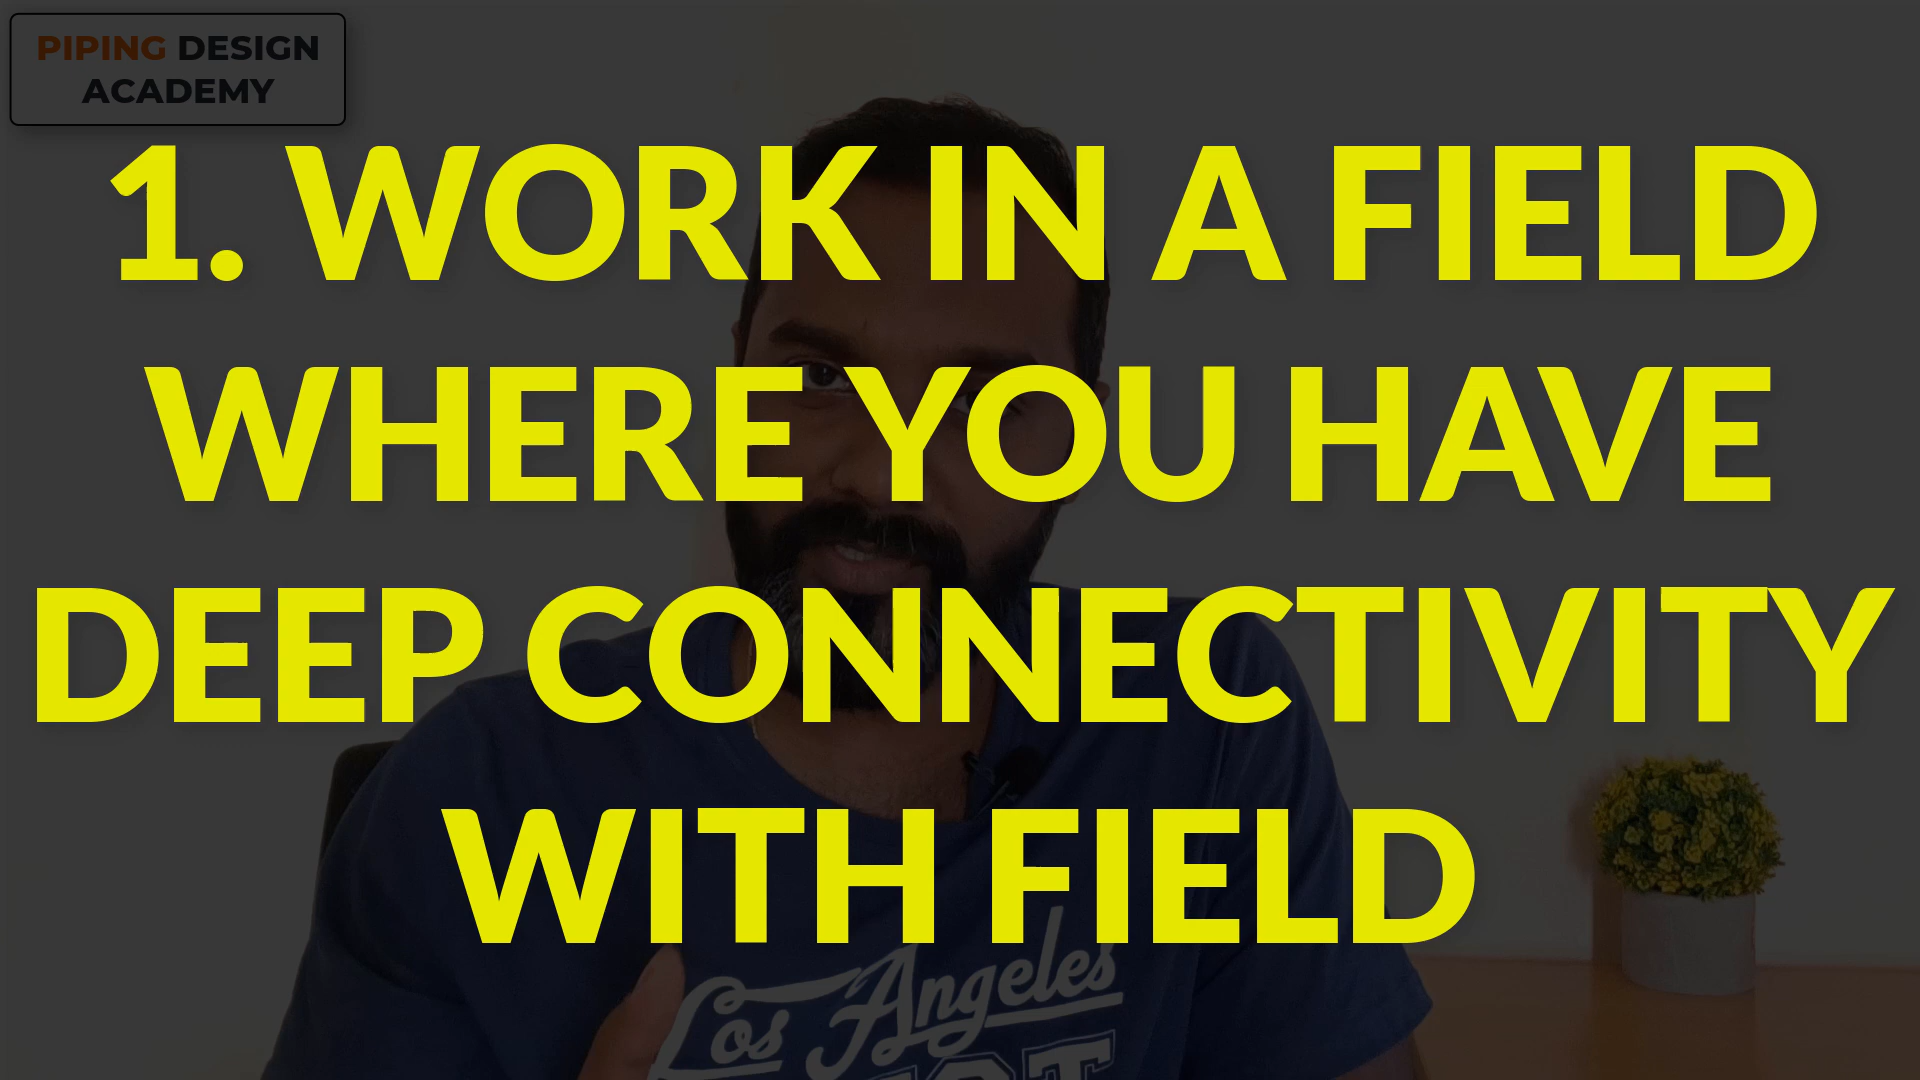 PIPING DESIGN
ACADEMY
1. WORK IN A FIELD
WHERE YOU HAVE
DEEP CONNECTIVITY
WITH FIELD
Los Angeles